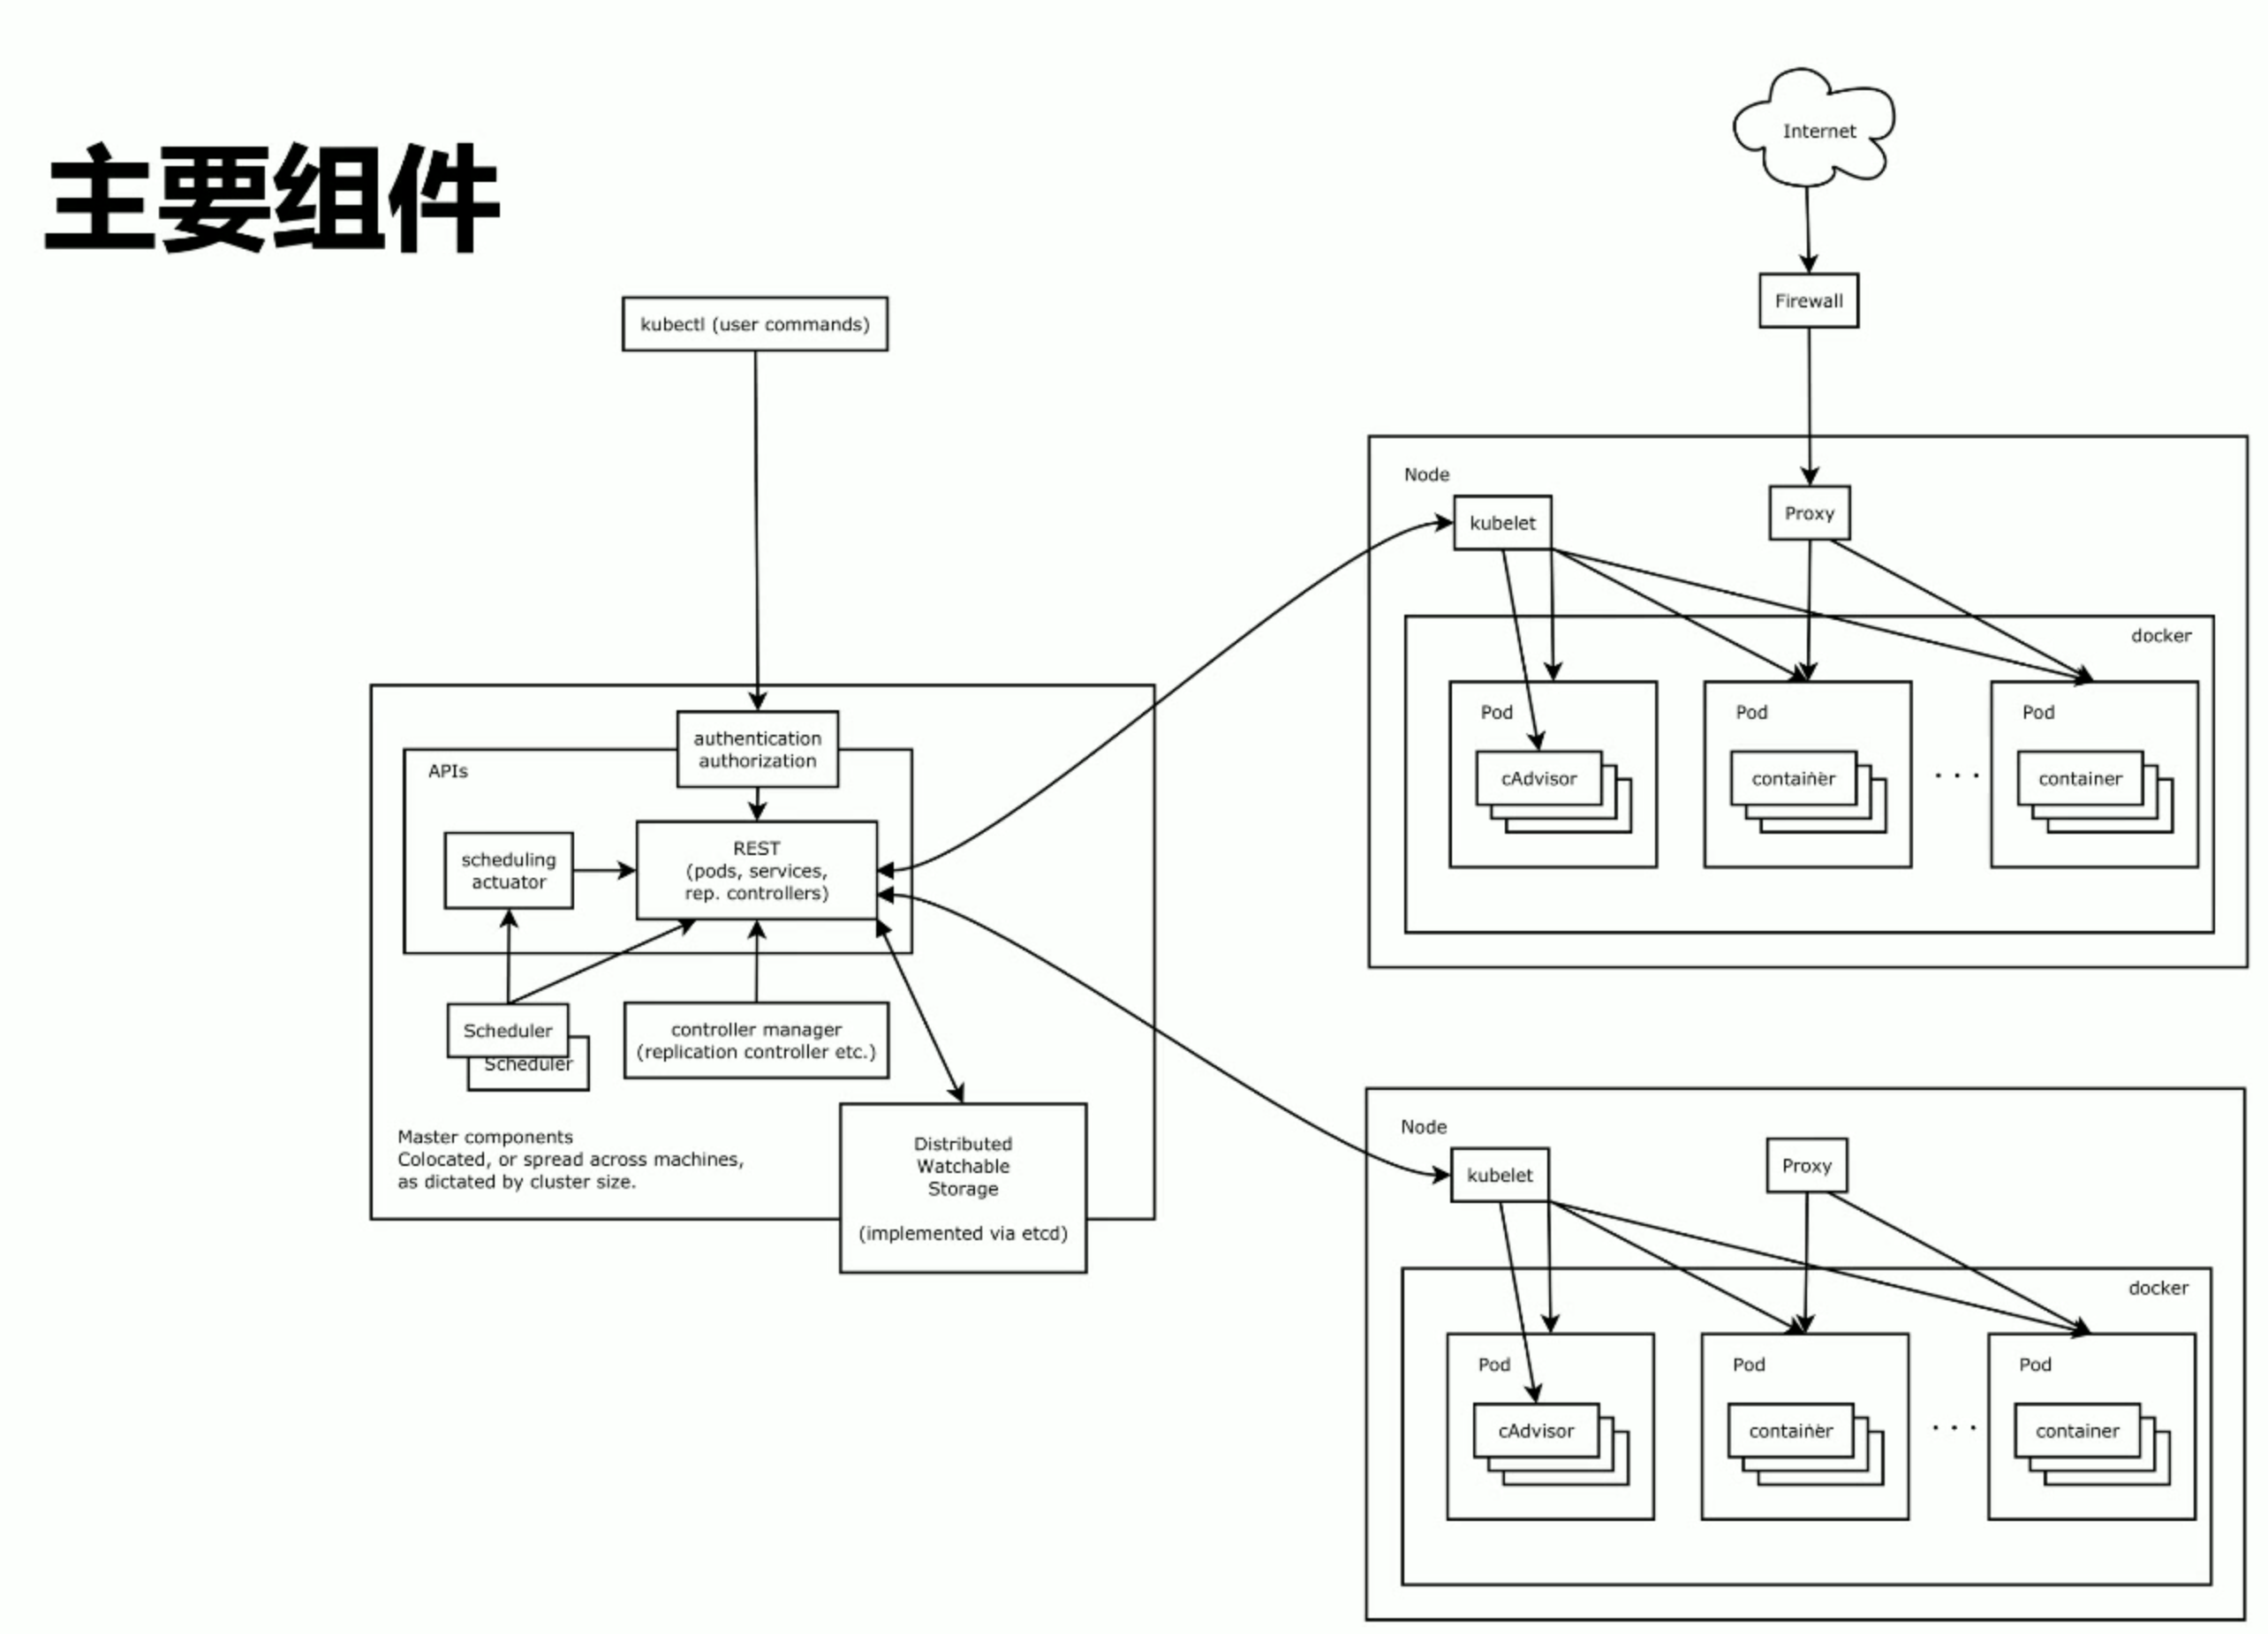 主要组件
kubectl (user commands)
authentication
authorization
APIs
scheduling
actuator
REST
(pods, services,
rep. controllers)
Scheduler
Scheduler
controller manager
(replication controller etc.)
Master components
Colocated, or spread across machines,
as dictated by cluster size.
Distributed
Watchable
Storage
(implemented via etcd)
Internet
Firewall
Node
kubelet
Proxy
docker
Pod
cAdvisor
Pod
container
. . .
Pod
container
Node
kubelet
Proxy
docker
Pod
cAdvisor
Pod
container
. . .
Pod
container